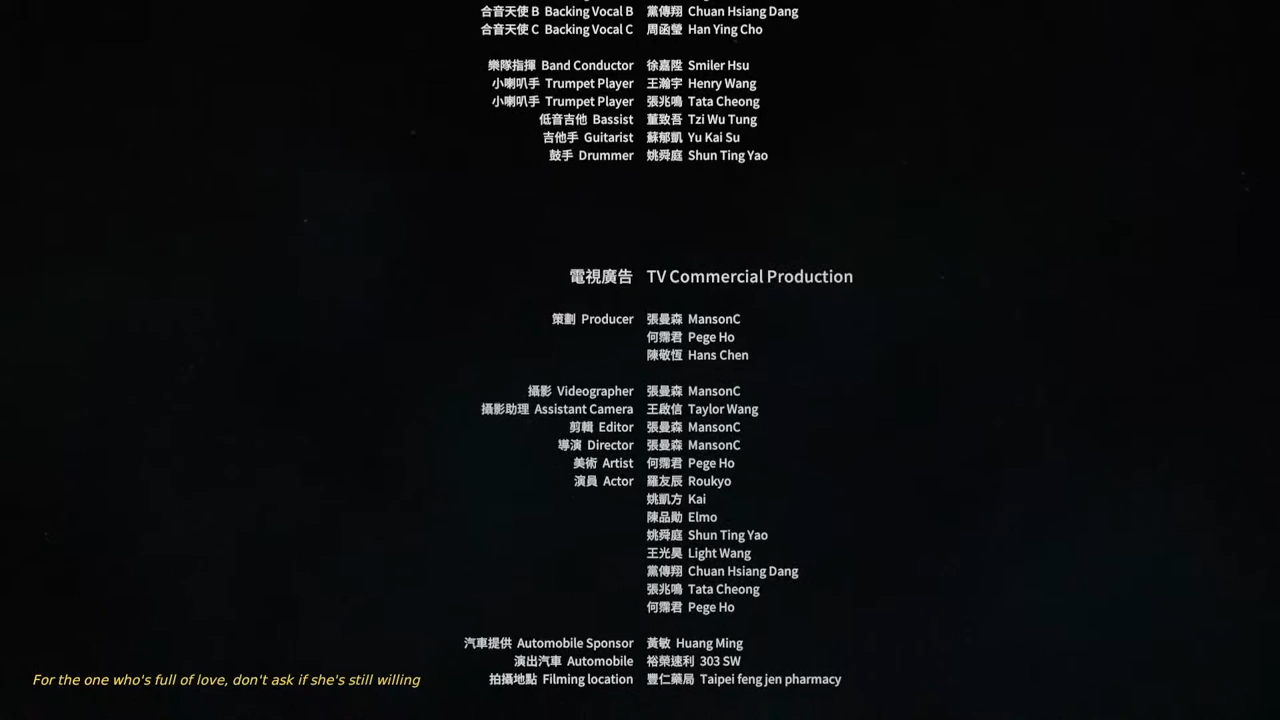 合音天使 B Backing Vocal B 黨傳翔 Chuan Hsiang Dang
合音天使 C Backing Vocal C 周函瑩 Han Ying Cho
樂隊指揮 Band Conductor 徐嘉陞 Smiler Hsu
小喇叭手 Trumpet Player 王瀚宇 Henry Wang
小喇叭手 Trumpet Player 張兆鳴 Tata Cheong
低音吉他 Bassist 董致吾 Tzi Wu Tung
吉他手 Guitarist 蘇郁凱 Yu Kai Su
鼓手 Drummer 姚舜庭 Shun Ting Yao
電視廣告 TV Commercial Production
策劃 Producer 張曼森 MansonC
何霈君 Pege Ho
陳敬恆 Hans Chen
攝影 Videographer 張曼森 MansonC
攝影助理 Assistant Camera 王啟信 Taylor Wang
剪輯 Editor 張曼森 MansonC
導演 Director 張曼森 MansonC
美術 Artist 何霈君 Pege Ho
演員 Actor 羅友辰 Roukyo
姚凱方 Kai
陳品勛 Elmo
姚舜庭 Shun Ting Yao
王光昊 Light Wang
黨傳翔 Chuan Hsiang Dang
張兆鳴 Tata Cheong
何霈君 Pege Ho
汽車提供 Automobile Sponsor 黃敏 Huang Ming
演出汽車 Automobile 裕榮速利 303 SW
拍攝地點 Filming location 豐仁藥局 Taipei feng jen pharmacy
For the one who's full of love, don't ask if she's still willing